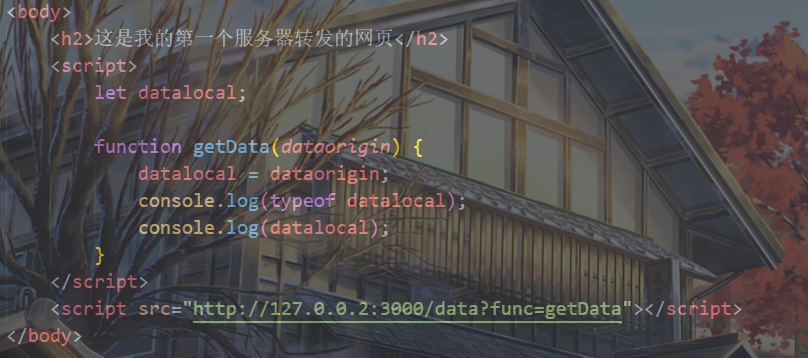 <body>
<h2>这是我的第一个服务器转发的网页</h2>
<script>
let datalocal;
function getData(dataorigin) {
datalocal = dataorigin;
console.log(typeof datalocal);
console.log(datalocal);
}
</script>
<script src="http://127.0.0.2:3000/data?func=getData"></script>
</body>